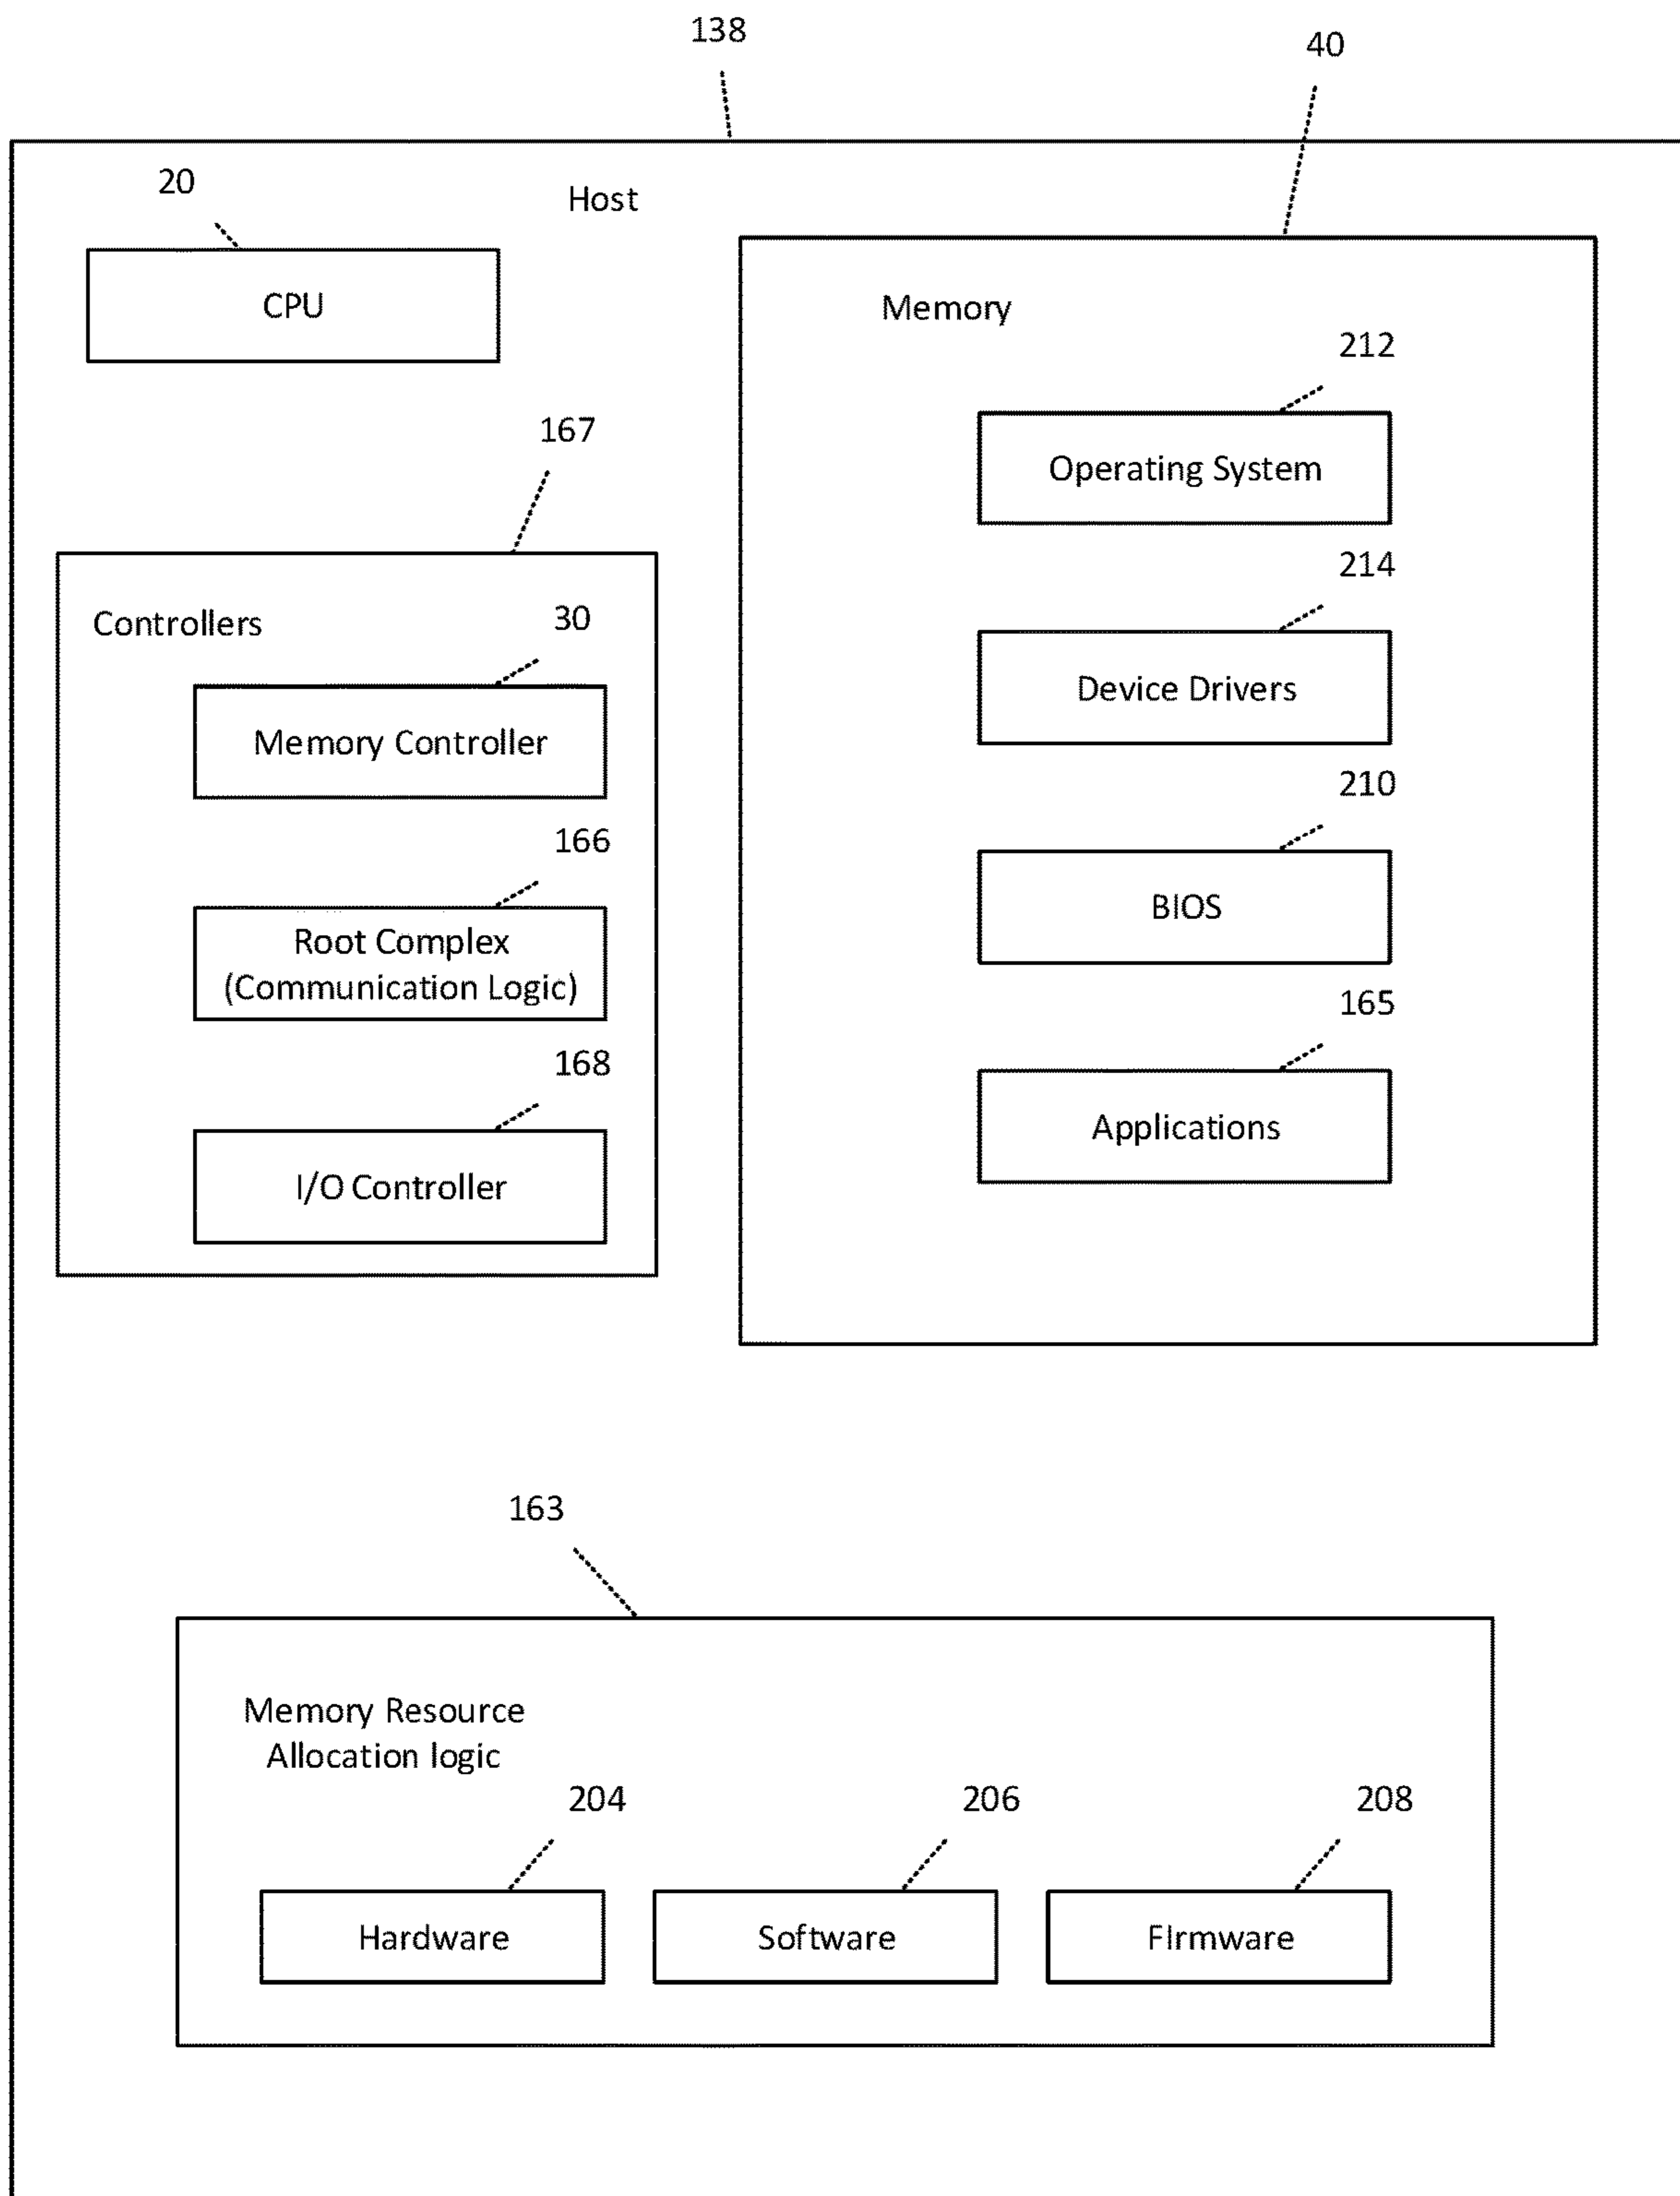 138
40
20
Host
CPU
Memory
212
Operating System
167
214
Controllers
30
Device Drivers
Memory Controller
210
166
BIOS
Root Complex
(Communication Logic)
165
168
Applications
I/O Controller
163
Memory Resource
Allocation logic
204
206
208
Hardware
Software
FIrmware